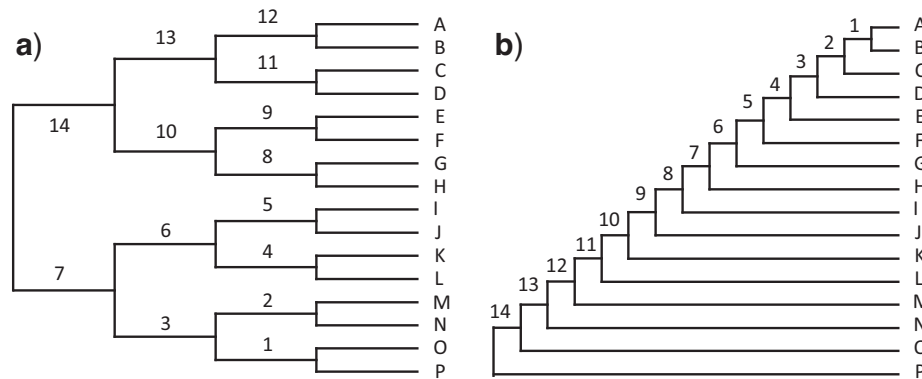 a)
12 A
13 B
11 C
D
9 E
14 10 F
8 G
H
5 I
6 J
4 K
7 L
2 M
3 N
1 O
P
b)
1 A
2 B
3 C
4 D
5 E
6 F
7 G
8 H
9 I
10 J
11 K
12 L
13 M
14 N
O
P